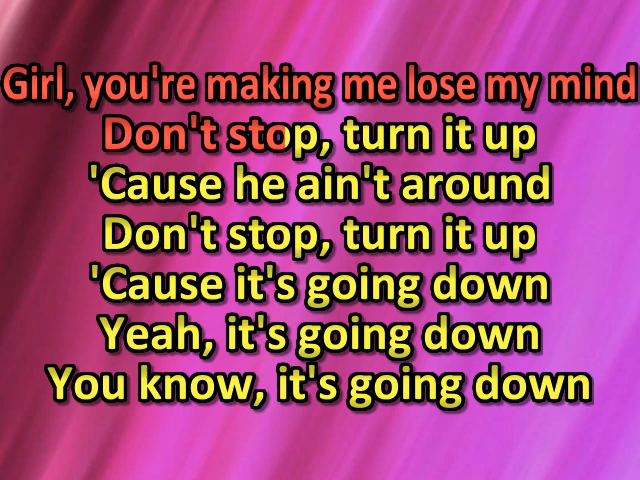 Girl, you're making me lose my mind
Don't stop, turn it up
'Cause he ain't around
Don't stop, turn it up
'Cause it's going down
Yeah, it's going down
You know, it's going down